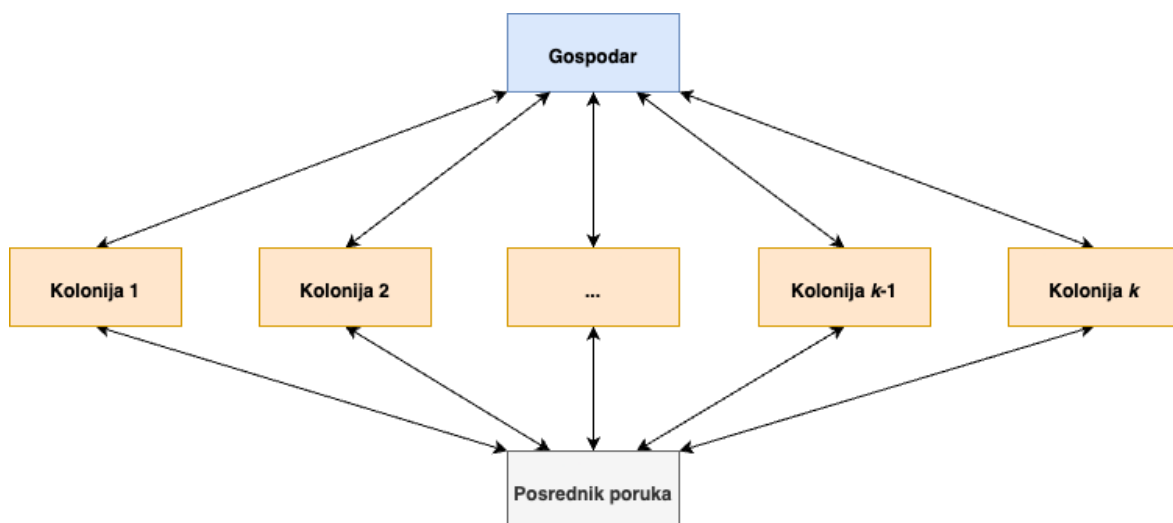 Gospodar
Kolonija 1
Kolonija 2
...
Kolonija k-1
Kolonija k
Posrednik poruka